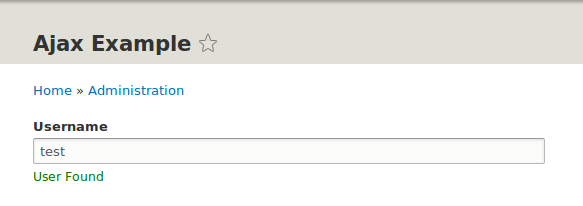 Ajax Example
Home » Administration
Username
test
User Found